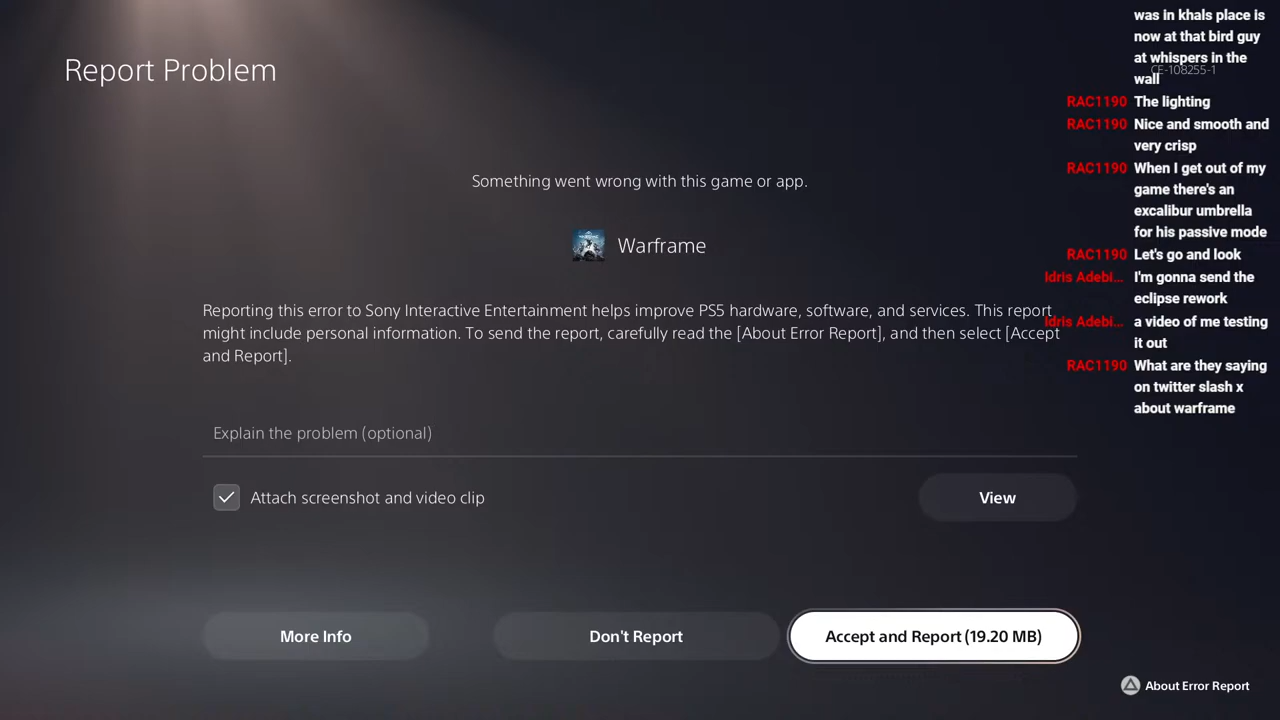 Report Problem
CE-108255-1
Something went wrong with this game or app.
Warframe
Reporting this error to Sony Interactive Entertainment helps improve PS5 hardware, software, and services. This report
might include personal information. To send the report, carefully read the [About Error Report], and then select [Accept
and Report].
Explain the problem (optional)
Attach screenshot and video clip
View
More Info
Don't Report
Accept and Report (19.20 MB)
About Error Report
was in khals place is
now at that bird guy
at whispers in the
wall
RAC1190 The lighting
RAC1190 Nice and smooth and
very crisp
RAC1190 When I get out of my
game there's an
excalibur umbrella
for his passive mode
RAC1190 Let's go and look
Idris Adebi... I'm gonna send the
eclipse rework
Idris Adebi... a video of me testing
it out
RAC1190 What are they saying
on twitter slash x
about warframe